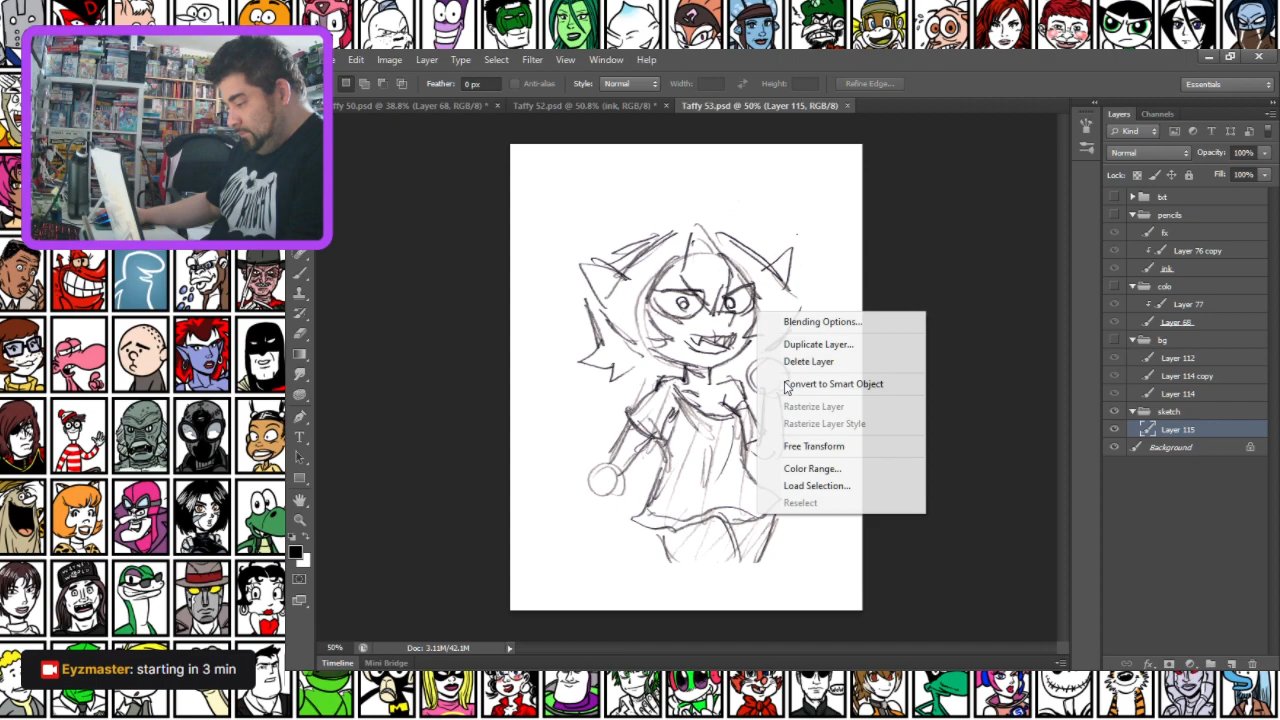 Edit Image Layer Type Select Filter View Window Help
Feather: 0 px Anti-alias Style: Normal Width: Height: Refine Edge... Essentials
ffy 50.psd @ 38.8% (Layer 68, RGB/8) * × Taffy 52.psd @ 50.8% (ink, RGB/8) * × Taffy 53.psd @ 50% (Layer 115, RGB/8) ×
Layers Channels
Kind
Normal Opacity: 100%
Lock: Fill: 100%
txt
pencils
fx
Layer 76 copy
ink
colo
Layer 77
Layer 68
bg
Layer 112
Layer 114 copy
Layer 114
sketch
Layer 115
Background
Blending Options...
Duplicate Layer...
Delete Layer
Convert to Smart Object
Rasterize Layer
Rasterize Layer Style
Free Transform
Color Range...
Load Selection...
Reselect
50% Doc: 3.11M/42.1M
Timeline Mini Bridge
Eyzmaster: starting in 3 min